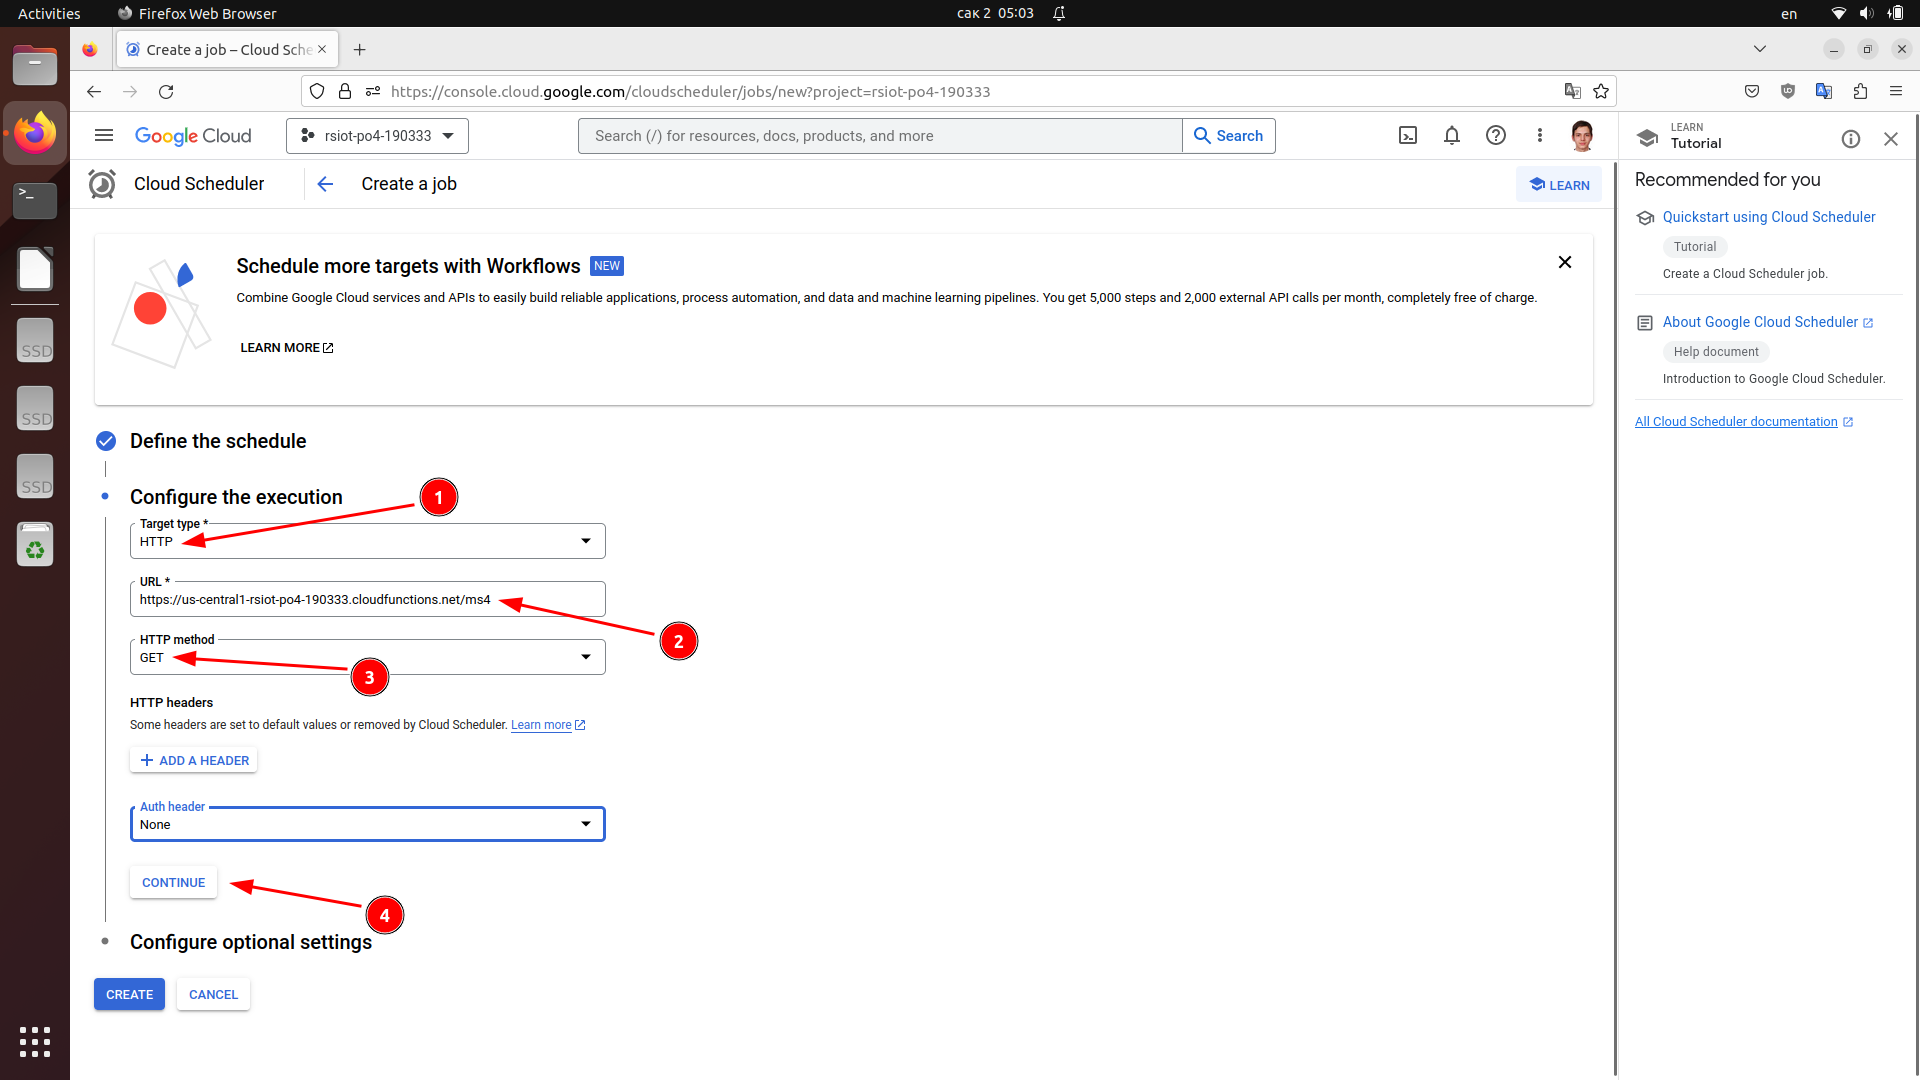 Activities
Firefox Web Browser
сак 2 05:03
en
Create a job – Cloud Sche
https://console.cloud.google.com/cloudscheduler/jobs/new?project=rsiot-po4-190333
Google Cloud
rsiot-po4-190333
Search (/) for resources, docs, products, and more
Search
LEARN
Tutorial
Cloud Scheduler
Create a job
LEARN
Recommended for you
Quickstart using Cloud Scheduler
Tutorial
Create a Cloud Scheduler job.
About Google Cloud Scheduler
Help document
Introduction to Google Cloud Scheduler.
All Cloud Scheduler documentation
Schedule more targets with Workflows NEW
Combine Google Cloud services and APIs to easily build reliable applications, process automation, and data and machine learning pipelines. You get 5,000 steps and 2,000 external API calls per month, completely free of charge.
LEARN MORE
Define the schedule
Configure the execution
1
Target type *
HTTP
URL *
https://us-central1-rsiot-po4-190333.cloudfunctions.net/ms4
2
HTTP method
GET
3
HTTP headers
Some headers are set to default values or removed by Cloud Scheduler. Learn more
+ ADD A HEADER
Auth header
None
CONTINUE
4
Configure optional settings
CREATE
CANCEL
>_
SSD
SSD
SSD